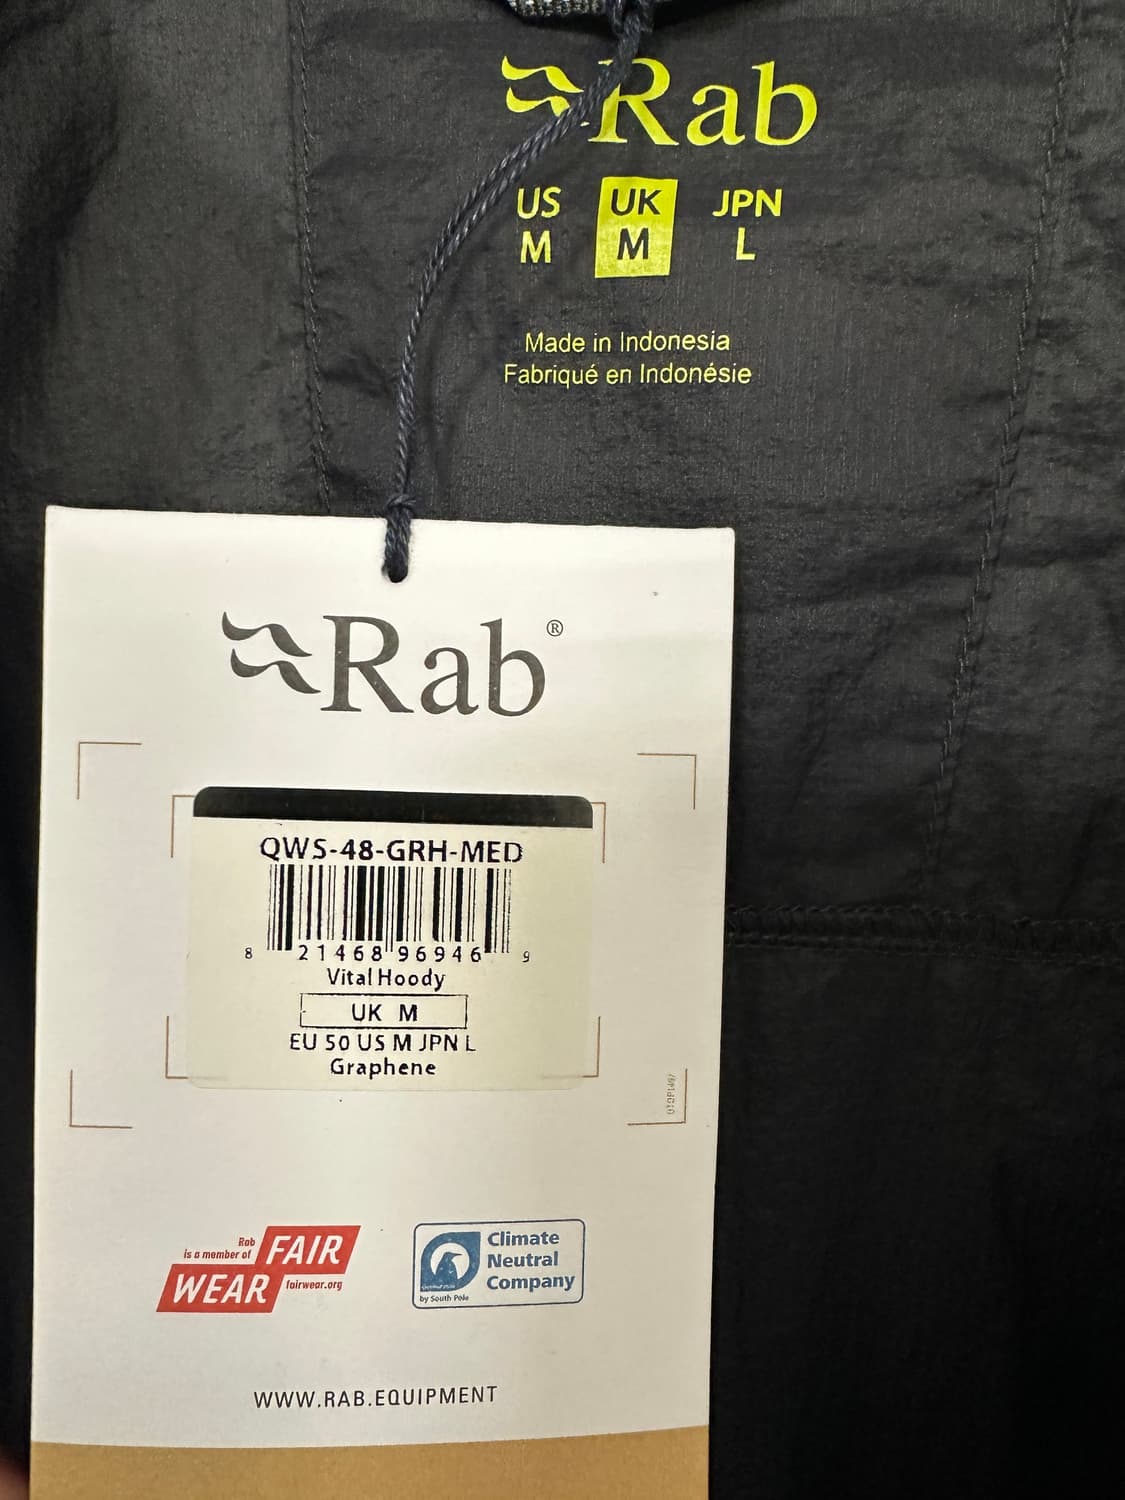 Rab
US UK JPN
M M L
Made in Indonesia
Fabriqué en Indonésie
Rab®
QWS-48-GRH-MED
8 21468 96946 9
Vital Hoody
UK M
EU 50 US M JPN L
Graphene
Rab
is a member of
FAIR
WEAR
fairwear.org
Climate
Neutral
Company
by South Pole
WWW.RAB.EQUIPMENT